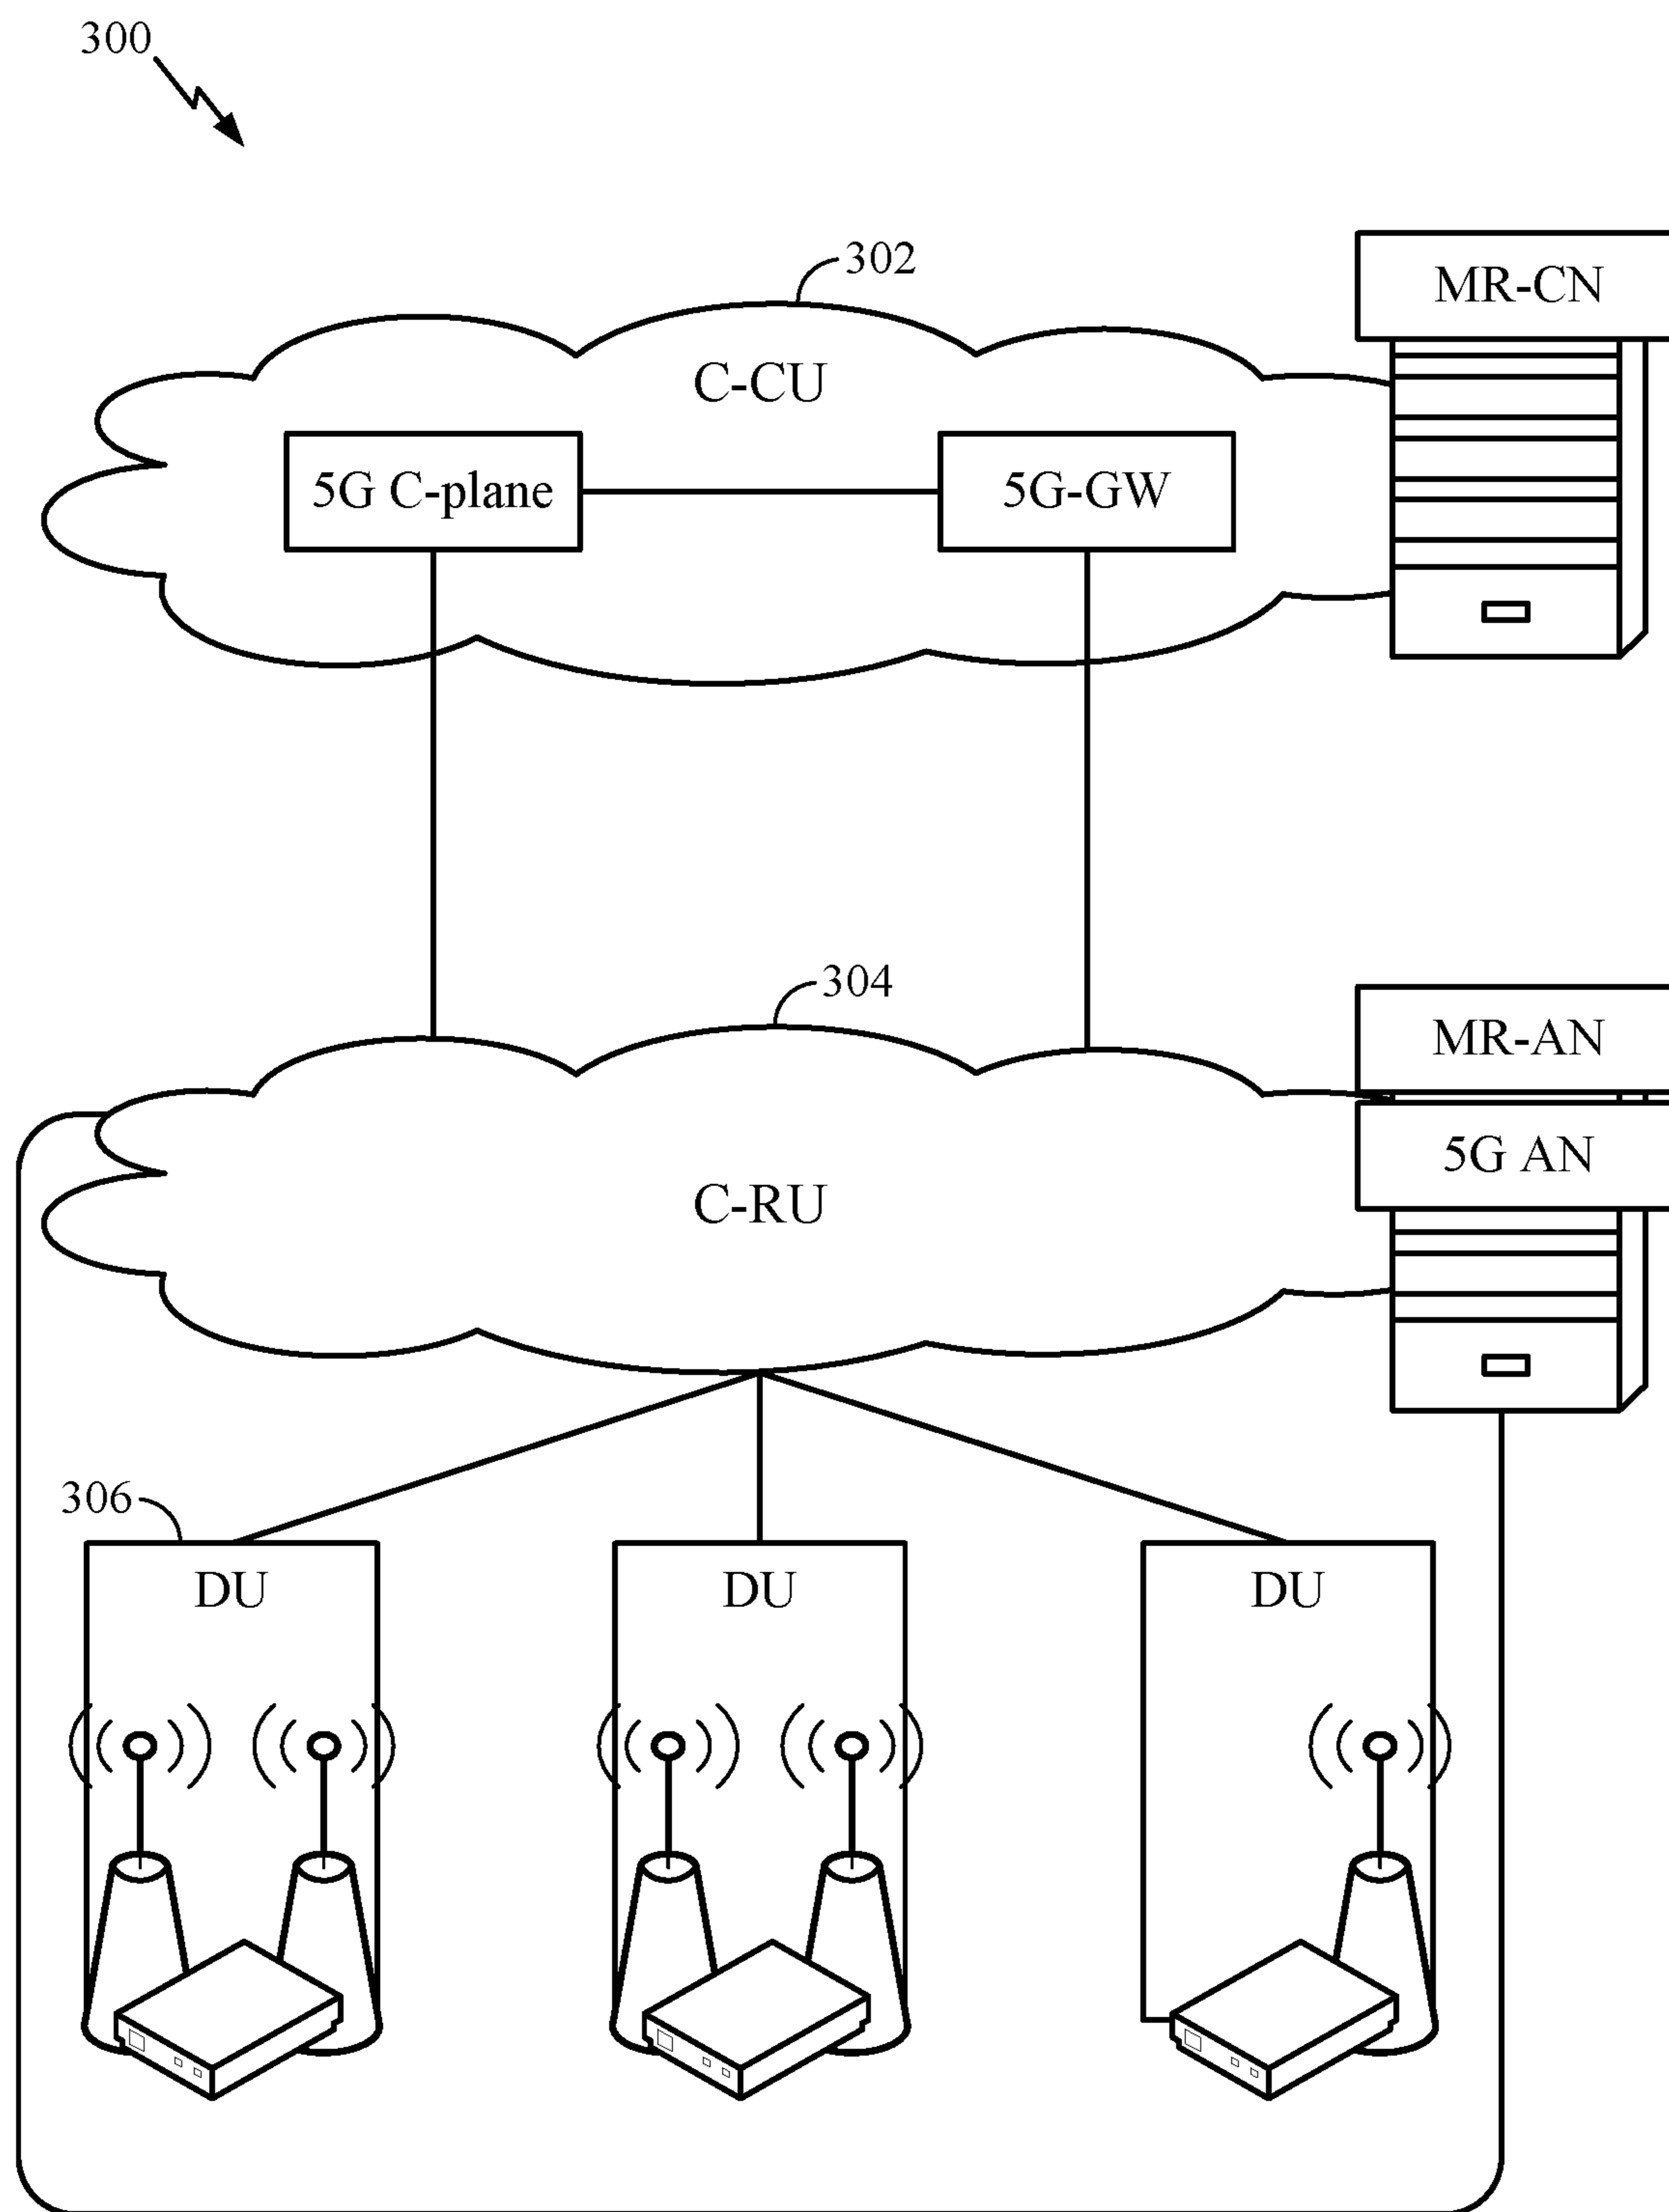 300
302
MR-CN
C-CU
5G C-plane
5G-GW
304
MR-AN
5G AN
C-RU
306
DU
DU
DU